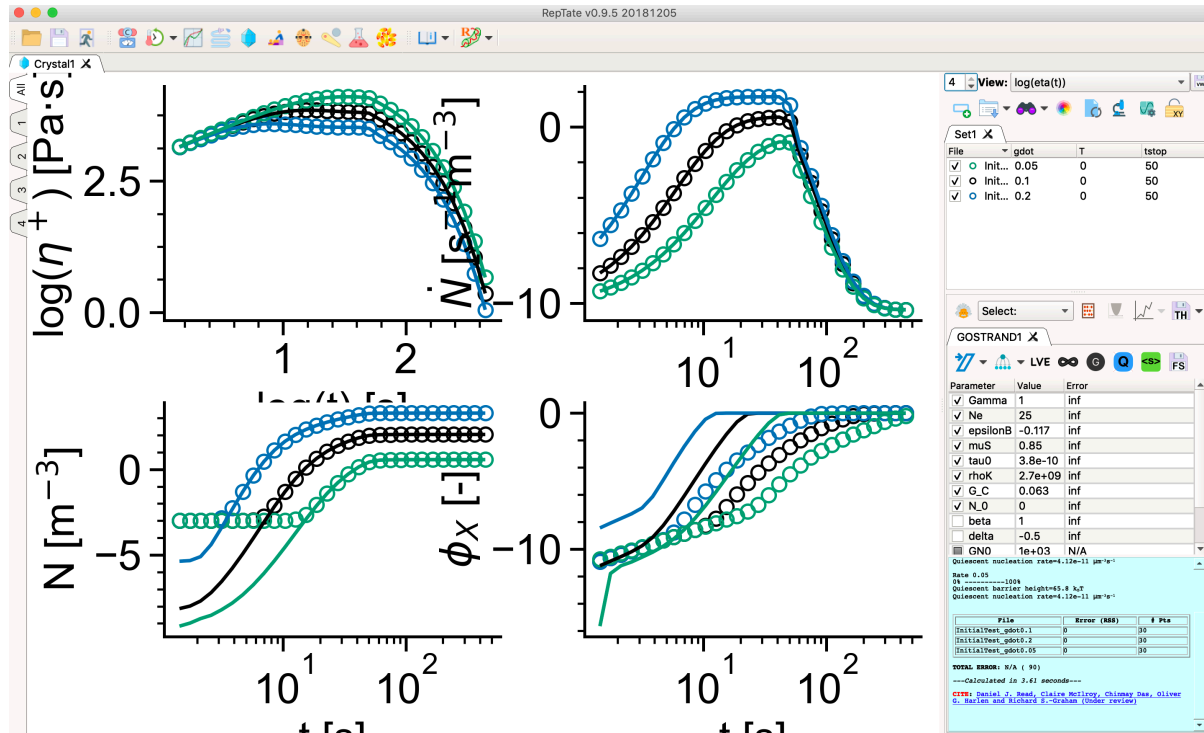 RepTate v0.9.5 20181205
Crystal1
All
1
2
3
4
log(η⁺) [Pa·s]
2.5
0.0
1
2
log(t) [s]
Ṅ [s⁻¹m⁻³]
0
−10
10¹
10²
N [m⁻³]
0
−5
10¹
10²
t [s]
ϕX [-]
0
−10
10¹
10²
t [s]
4 View: log(eta(t))
Set1
File gdot T tstop
Init... 0.05 0 50
Init... 0.1 0 50
Init... 0.2 0 50
Select:
TH
GOSTRAND1
LVE G Q <S> FS
Parameter Value Error
Gamma 1 inf
Ne 25 inf
epsilonB -0.117 inf
muS 0.85 inf
tau0 3.8e-10 inf
rhoK 2.7e+09 inf
G_C 0.063 inf
N_0 0 inf
beta 1 inf
delta -0.5 inf
GN0 1e+03 N/A
Quiescent nucleation rate=4.12e-11 μm⁻³s⁻¹
Rate 0.05
0% ----------100%
Quiescent barrier height=65.8 kBT
Quiescent nucleation rate=4.12e-11 μm⁻³s⁻¹
File Error (RSS) # Pts
InitialTest_gdot0.1 0 30
InitialTest_gdot0.2 0 30
InitialTest_gdot0.05 0 30
TOTAL ERROR: N/A ( 90)
---Calculated in 3.61 seconds---
CITE: Daniel J. Read, Claire McIlroy, Chinmay Das, Oliver
G. Harlen and Richard S.-Graham (Under review)